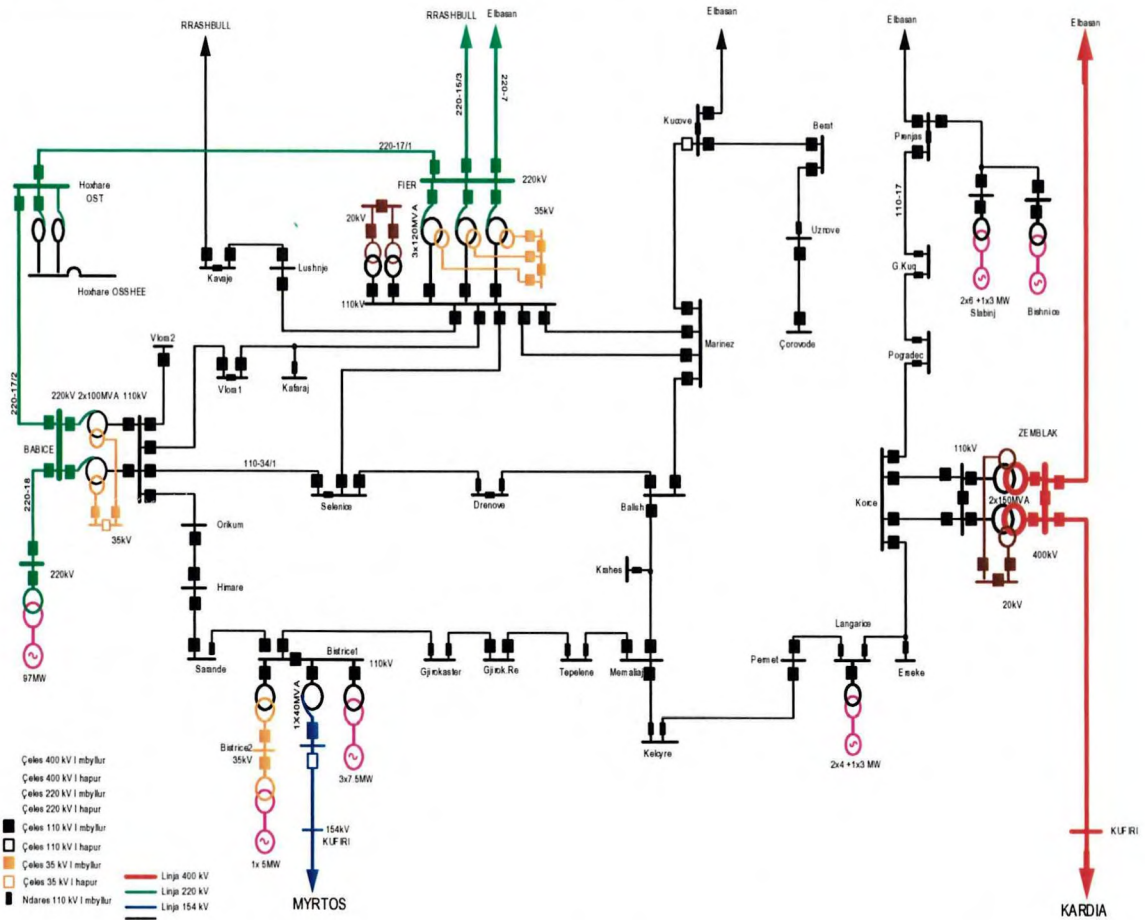 RRASHBULL
RRASHBULL
Elbasan
Elbasan
Elbasan
Elbasan
220-15/3
220-7
220-17/1
Hoxhare
OST
Hoxhare OSSHEE
FIER
220kV
20kV
3x120MVA
35kV
110kV
Kavaje
Lushnje
Kucove
Berat
Uznove
Çorovode
Marinez
Prenjas
110-17
G.Kuq
Pogradec
2x6 +1x3 MW
Slabinj
Bishnice
Vlora2
Vlora1
Kafaraj
220-17/2
220kV
2x100MVA
110kV
BABICE
220-18
35kV
220kV
97MW
110-34/1
Selenice
Drenove
Balish
Krahes
Orikum
Himare
Sarande
Bistrice1
110kV
Gjirokaster
Gjirok Re
Tepelene
Memaliaj
Kelcyre
Permet
Langarice
Erseke
2x4 +1x3 MW
Korce
110kV
ZEMBLAK
2x150MVA
400kV
20kV
1X40MVA
Bistrice2
35kV
3x7.5MW
1x 5MW
154kV
KUFIRI
MYRTOS
KUFIRI
KARDIA
Çeles 400 kV I mbyllur
Çeles 400 kV I hapur
Çeles 220 kV I mbyllur
Çeles 220 kV I hapur
Çeles 110 kV I mbyllur
Çeles 110 kV I hapur
Çeles 35 kV I mbyllur
Çeles 35 kV I hapur
Ndares 110 kV I mbyllur
Linja 400 kV
Linja 220 kV
Linja 154 kV